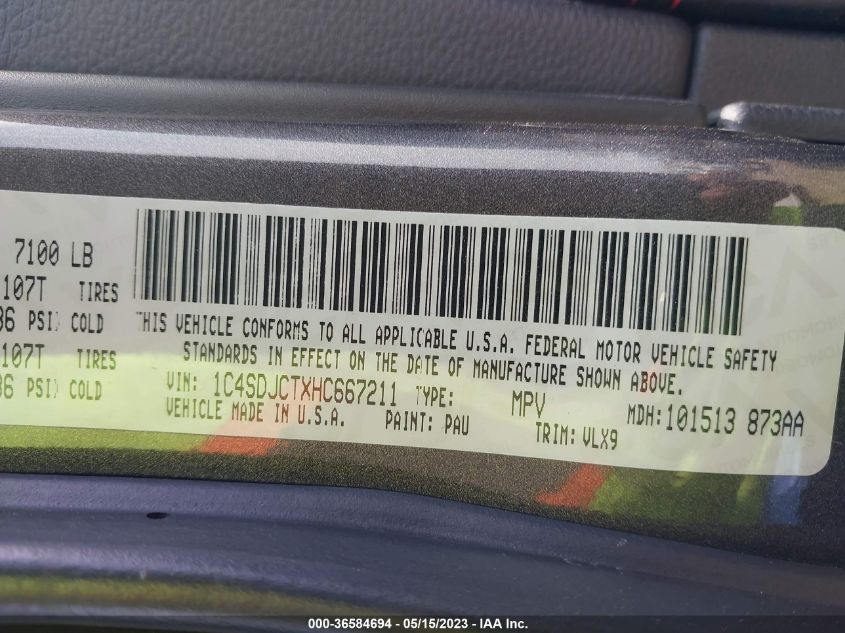 7100 LB
107T TIRES
36 PSI/ COLD
107T TIRES
36 PSI/ COLD
THIS VEHICLE CONFORMS TO ALL APPLICABLE U.S.A. FEDERAL MOTOR VEHICLE SAFETY
STANDARDS IN EFFECT ON THE DATE OF MANUFACTURE SHOWN ABOVE.
VIN: 1C4SDJCTXHC667211 TYPE: MPV MDH:101513 873AA
VEHICLE MADE IN U.S.A. PAINT: PAU TRIM: VLX9
000-36584694 - 05/15/2023 - IAA Inc.